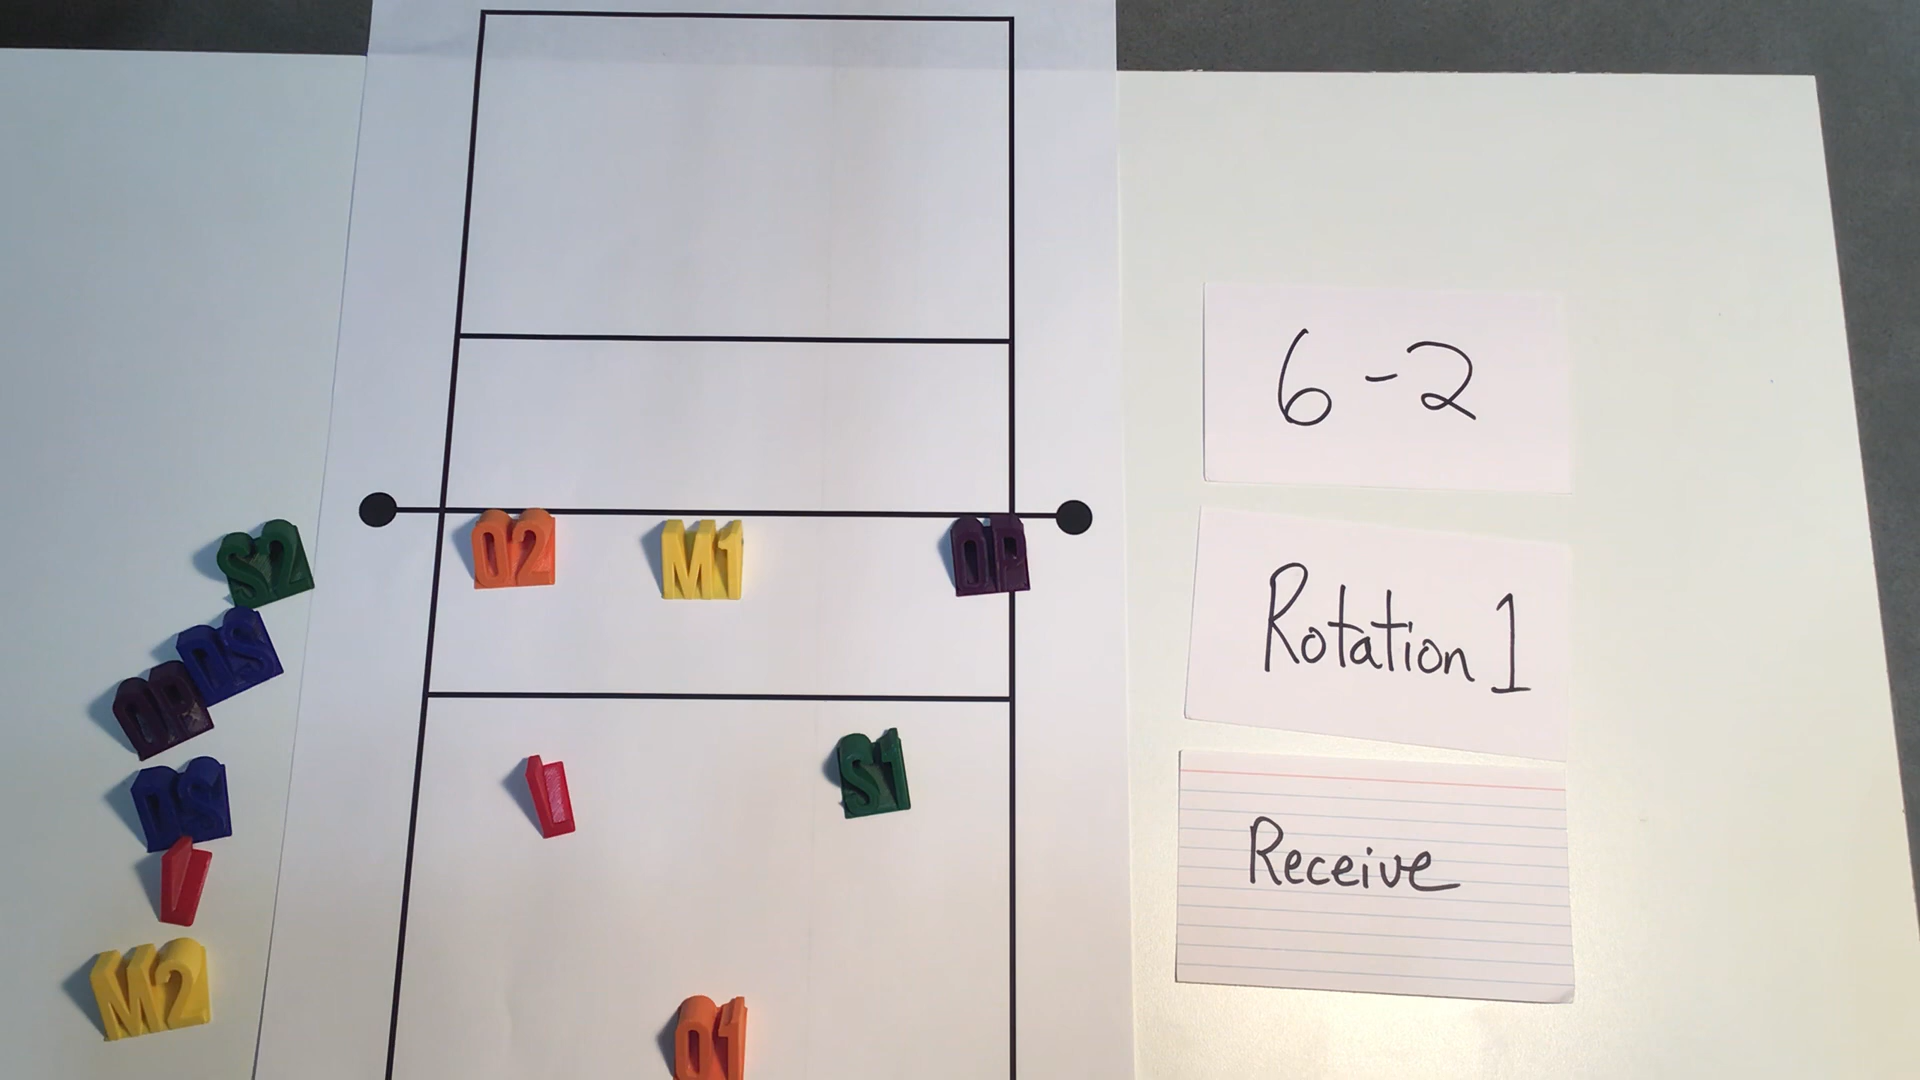 6-2
Rotation 1
Receive
O2
M1
OP
S2
DS
OP
DS
M2
S1
O1